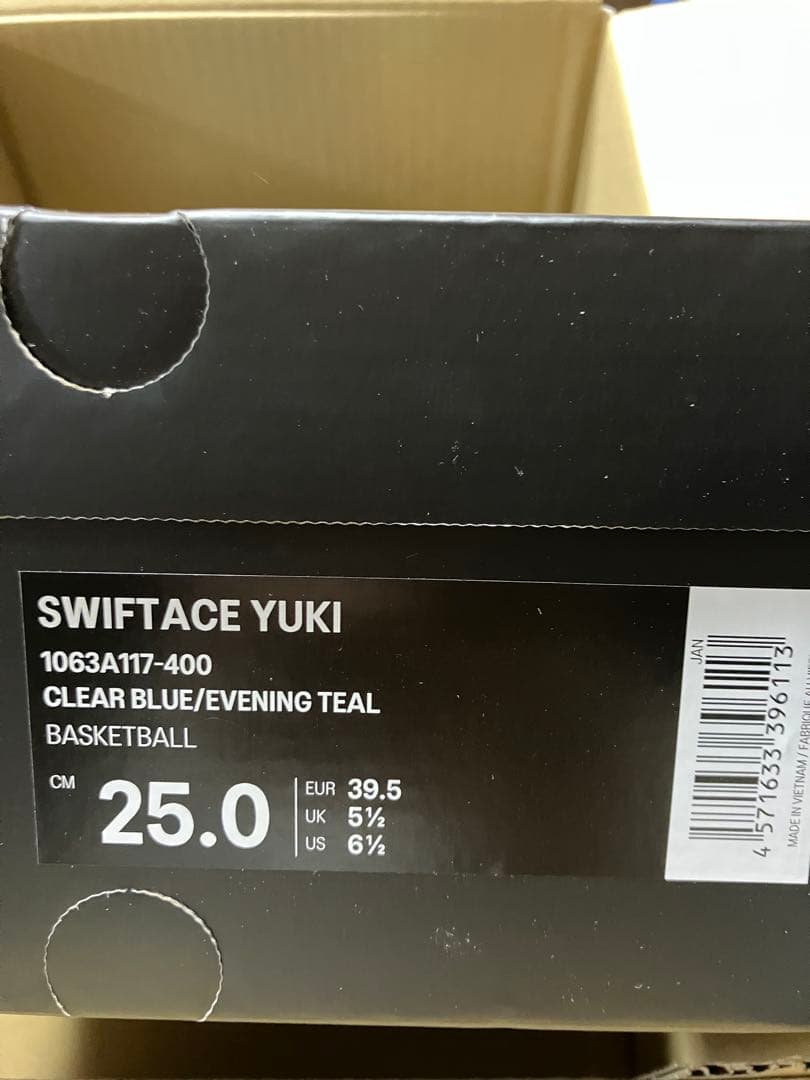 SWIFTACE YUKI
1063A117-400
CLEAR BLUE/EVENING TEAL
BASKETBALL
CM 25.0
EUR 39.5
UK 5½
US 6½
JAN
4 571633 396113
MADE IN VIETNAM / FABRIQUÉ AU